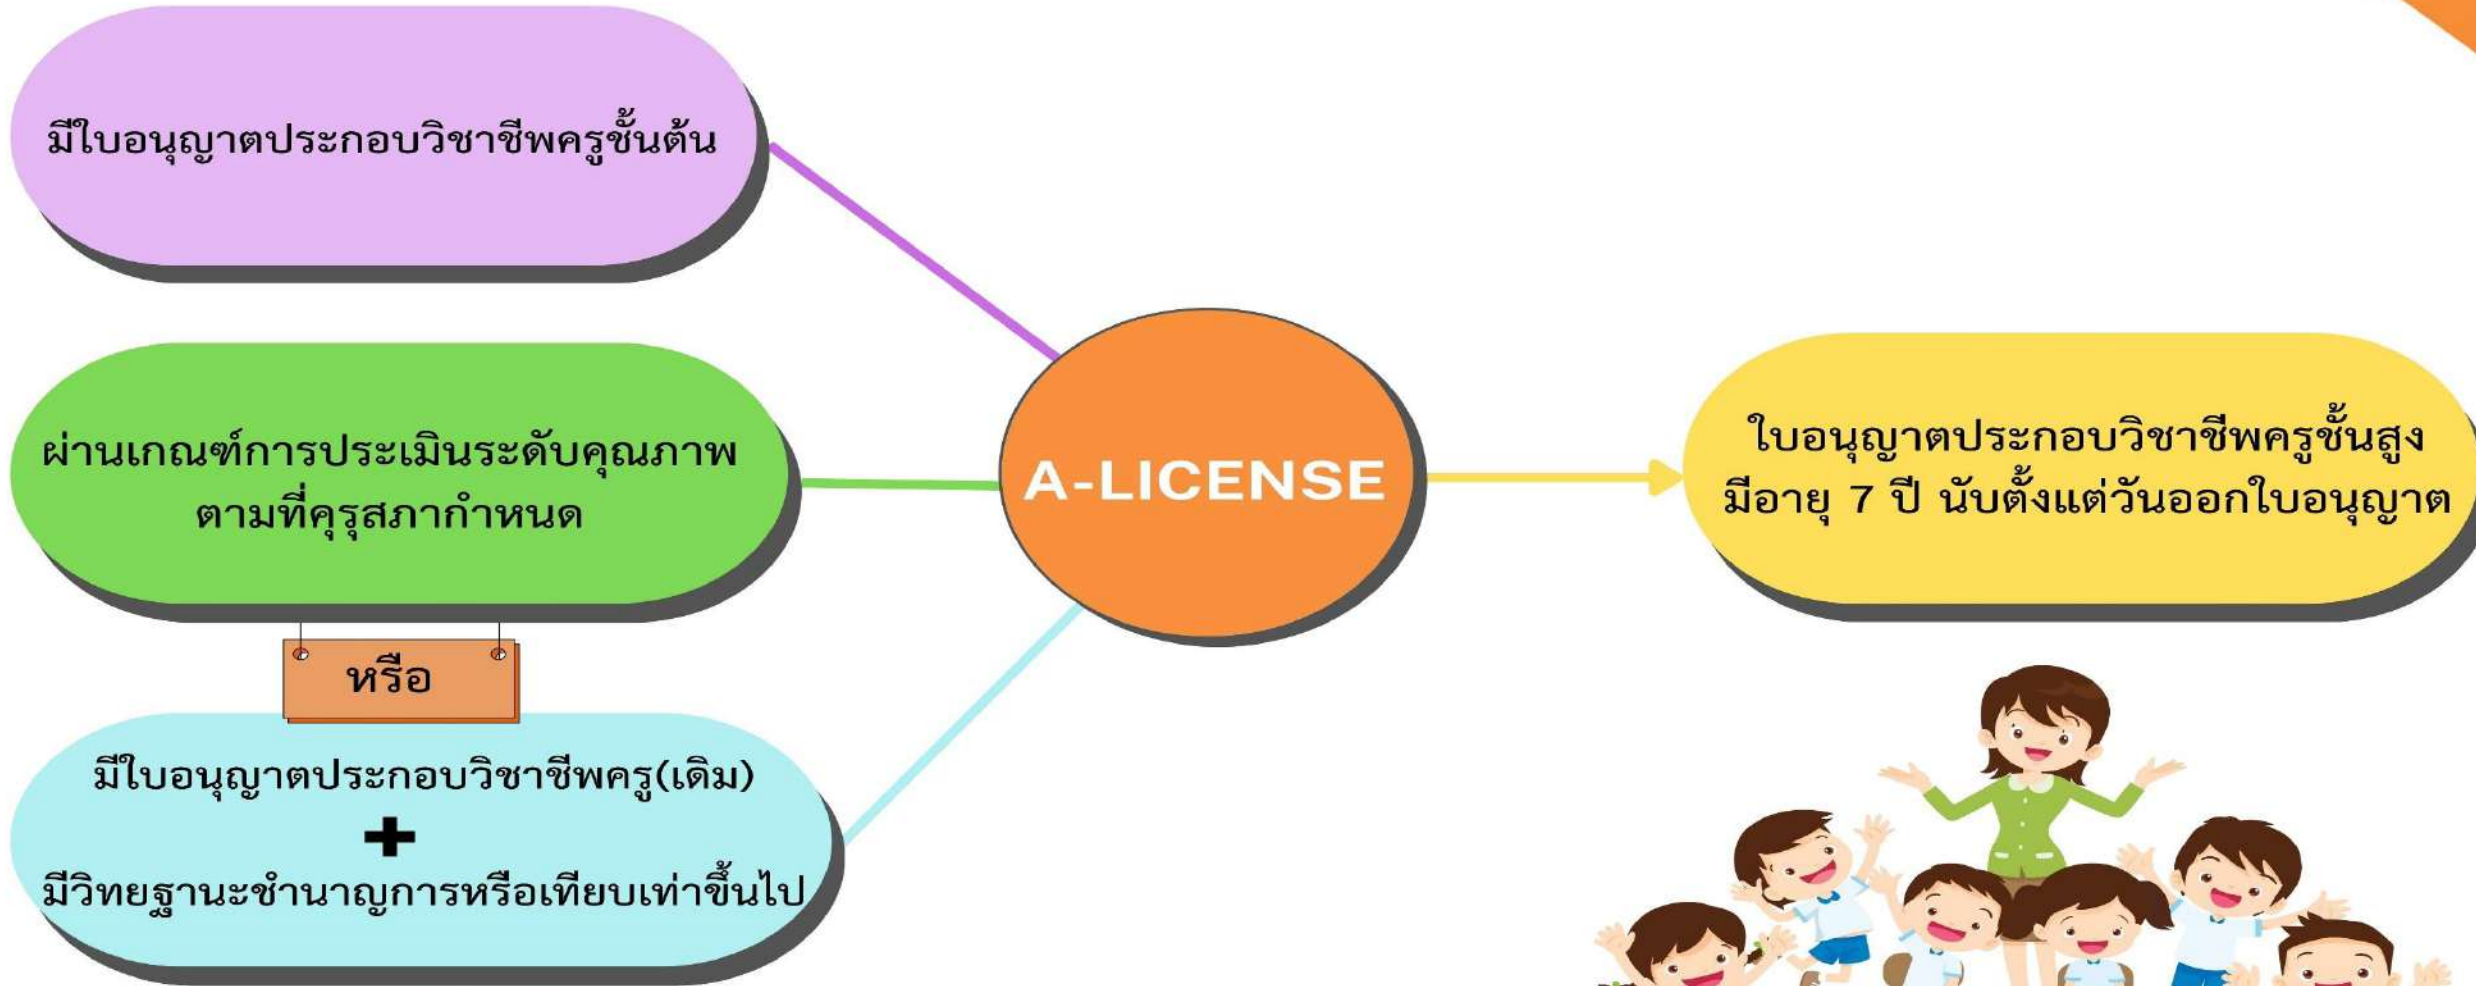 มีใบอนุญาตประกอบวิชาชีพครูชั้นต้น
ผ่านเกณฑ์การประเมินระดับคุณภาพ
ตามที่คุรุสภากำหนด
หรือ
มีใบอนุญาตประกอบวิชาชีพครู(เดิม)
+
มีวิทยฐานะชำนาญการหรือเทียบเท่าขึ้นไป
A-LICENSE
ใบอนุญาตประกอบวิชาชีพครูชั้นสูง
มีอายุ 7 ปี นับตั้งแต่วันออกใบอนุญาต